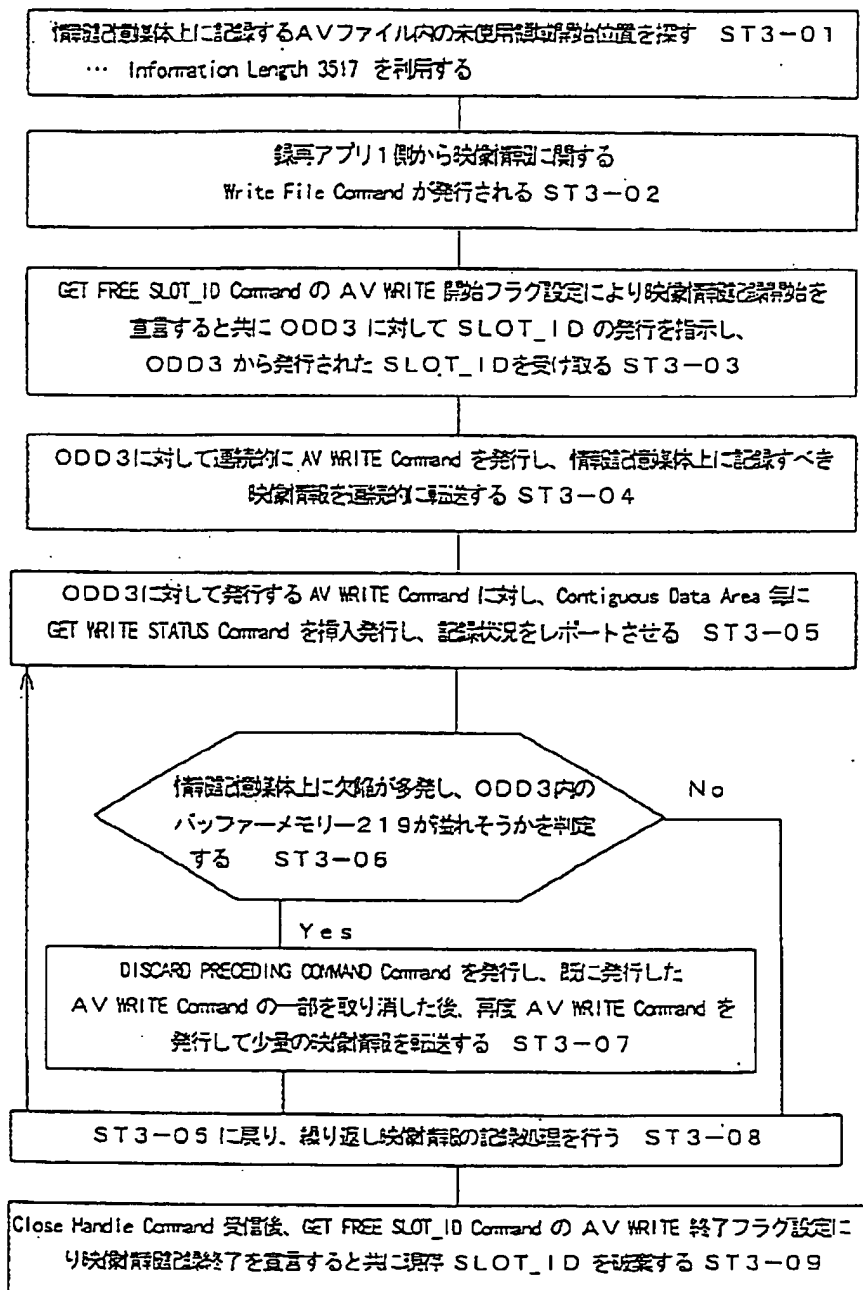 情報記憶媒体上に記録するAVファイル内の未使用領域開始位置を探す ST3-01
… Information Length 3517 を利用する
録再アプリ1側から映像情報に関する
Write File Command が発行される ST3-02
GET FREE SLOT_ID Command の AV WRITE 開始フラグ設定により映像情報記録開始を
宣言すると共に ODD3 に対して SLOT_ID の発行を指示し、
ODD3 から発行された SLOT_IDを受け取る ST3-03
ODD3に対して連続的に AV WRITE Command を発行し、情報記憶媒体上に記録すべき
映像情報を連続的に転送する ST3-04
ODD3に対して発行する AV WRITE Command に対し、Contiguous Data Area 毎に
GET WRITE STATUS Command を挿入発行し、記録状況をレポートさせる ST3-05
情報記憶媒体上に欠陥が多発し、ODD3内の
バッファーメモリー219が溢れそうかを判定
する ST3-06
No
Yes
DISCARD PRECEDING COMMAND Command を発行し、既に発行した
AV WRITE Command の一部を取り消した後、再度 AV WRITE Command を
発行して少量の映像情報を転送する ST3-07
ST3-05 に戻り、繰り返し映像情報の記録処理を行う ST3-08
Close Handle Command 受信後、GET FREE SLOT_ID Command の AV WRITE 終了フラグ設定に
り映像情報記録終了を宣言すると共に現存 SLOT_ID を破棄する ST3-09